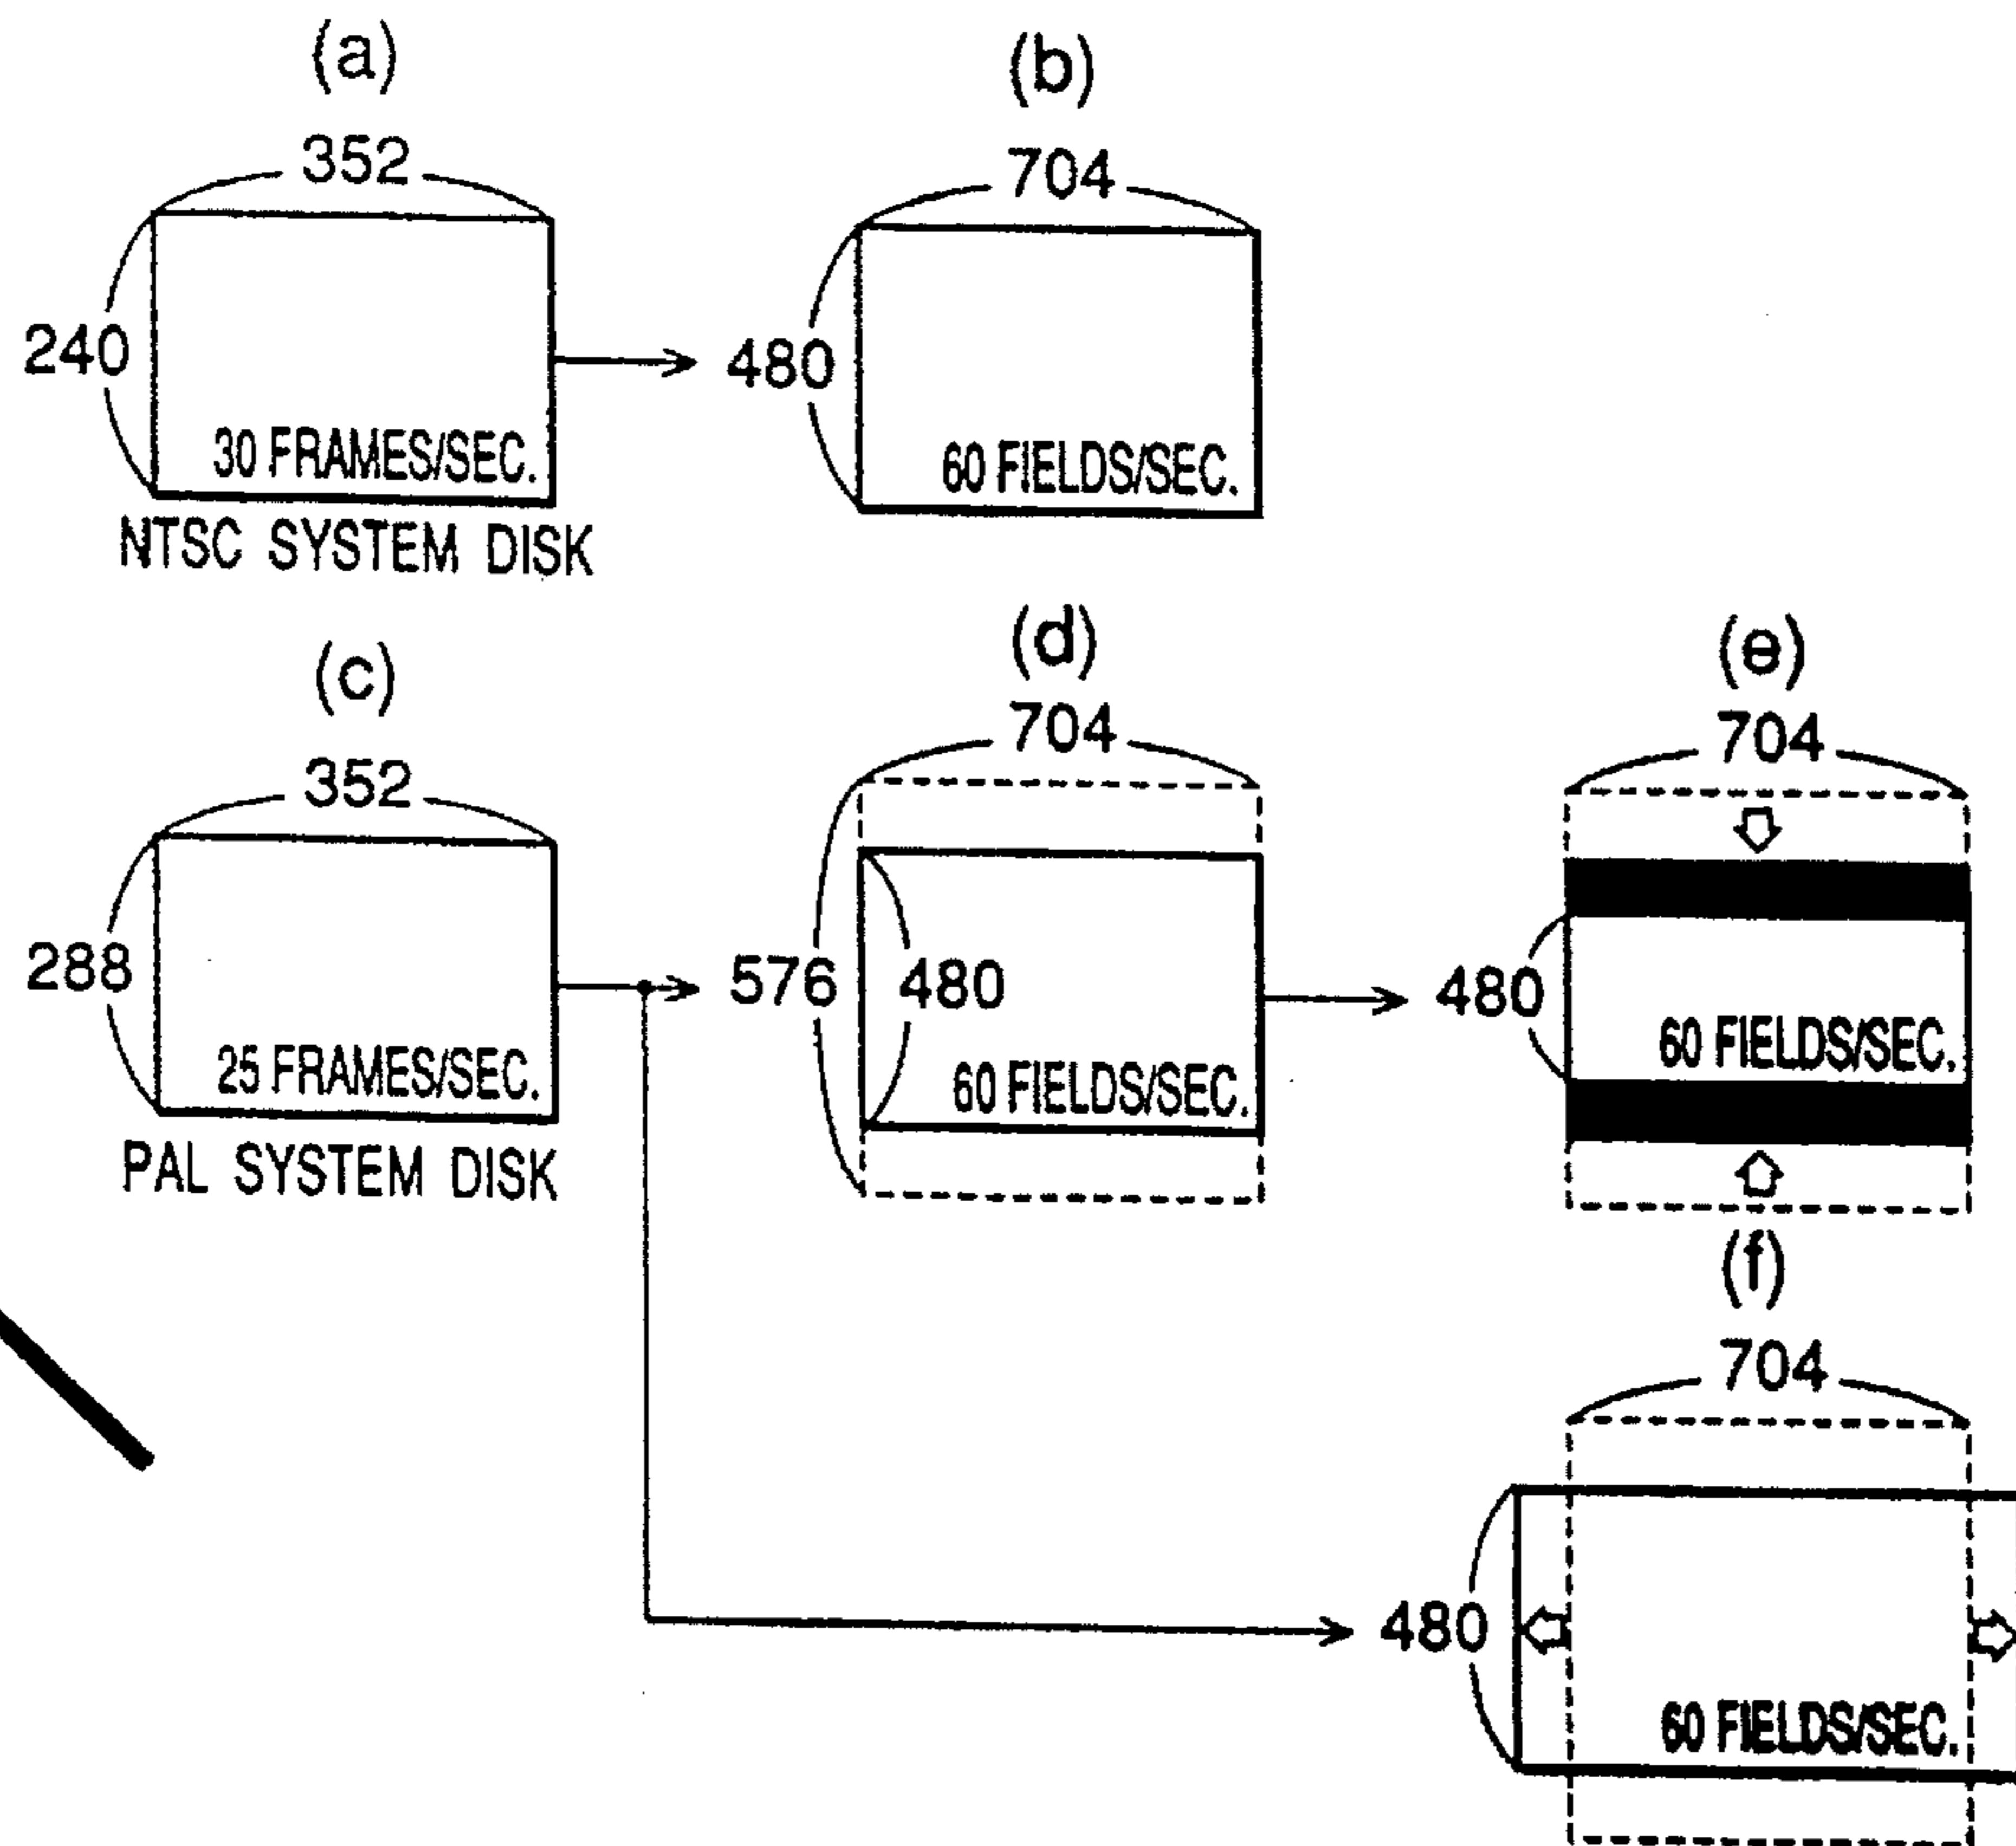 (a)
352
240
30 FRAMES/SEC.
NTSC SYSTEM DISK
(b)
704
480
60 FIELDS/SEC.
(c)
352
288
25 FRAMES/SEC.
PAL SYSTEM DISK
(d)
704
576
480
60 FIELDS/SEC.
(e)
704
480
60 FIELDS/SEC.
(f)
704
480
60 FIELDS/SEC.